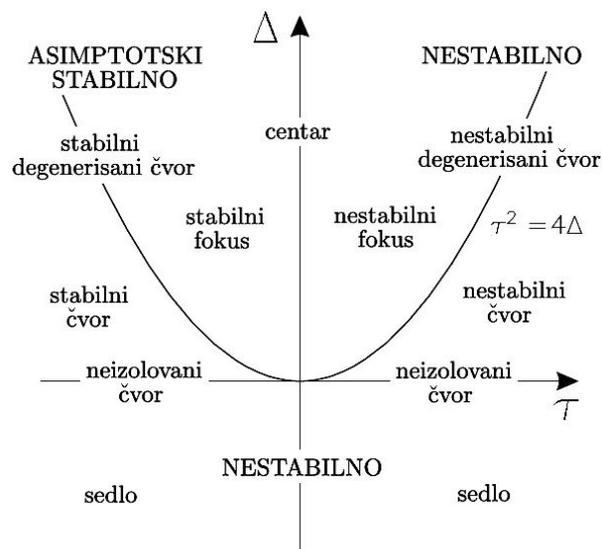 Δ
ASIMPTOTSKI
STABILNO
NESTABILNO
centar
stabilni
degenerisani čvor
nestabilni
degenerisani čvor
stabilni
fokus
nestabilni
fokus
τ² = 4Δ
stabilni
čvor
nestabilni
čvor
neizolovani
čvor
neizolovani
čvor
τ
NESTABILNO
sedlo
sedlo